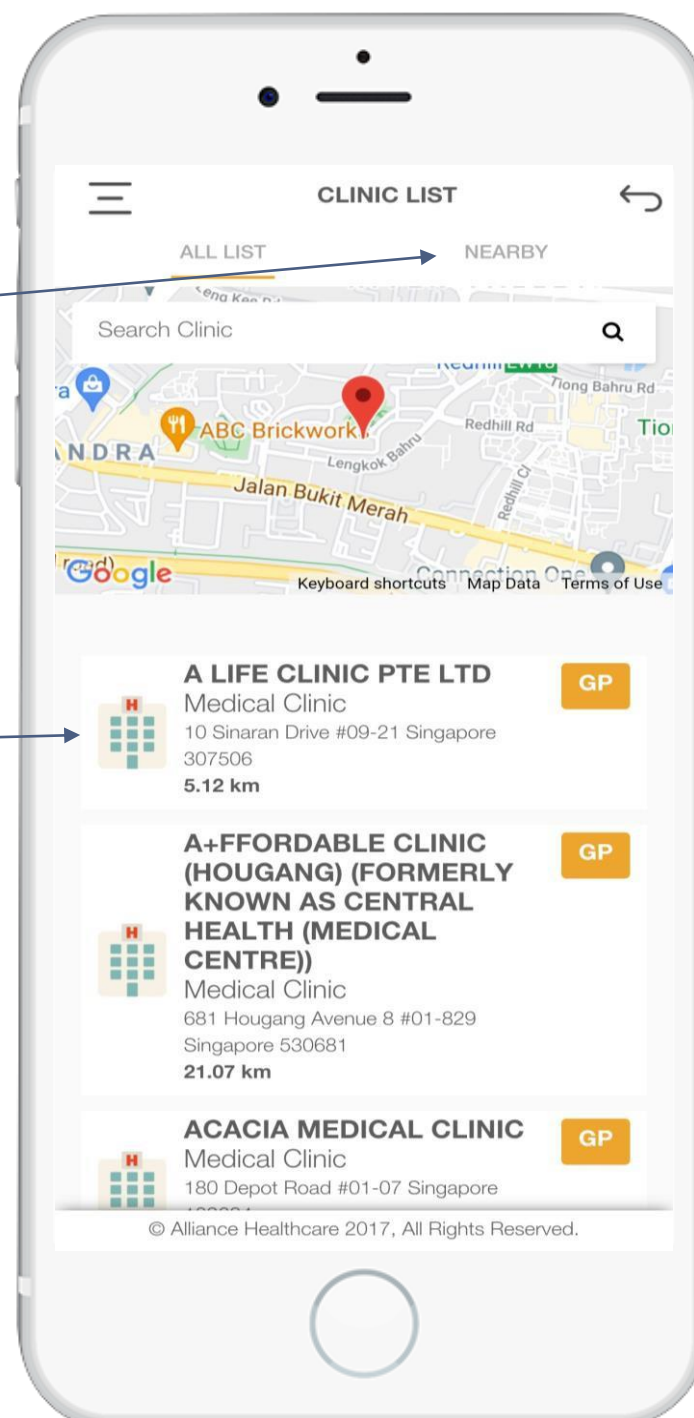 CLINIC LIST
ALL LIST
NEARBY
Search Clinic
Tiong Bahru Rd
ABC Brickworks
Redhill Rd
Tio
NDRA
Lengkok Bahru
Redhill Cl
Jalan Bukit Merah
Google
Connection One
Keyboard shortcuts
Map Data
Terms of Use
H
A LIFE CLINIC PTE LTD
GP
Medical Clinic
10 Sinaran Drive #09-21 Singapore
307506
5.12 km
A+FFORDABLE CLINIC
GP
(HOUGANG) (FORMERLY
KNOWN AS CENTRAL
HEALTH (MEDICAL
H
CENTRE))
Medical Clinic
681 Hougang Avenue 8 #01-829
Singapore 530681
21.07 km
ACACIA MEDICAL CLINIC
GP
H
Medical Clinic
180 Depot Road #01-07 Singapore
© Alliance Healthcare 2017, All Rights Reserved.